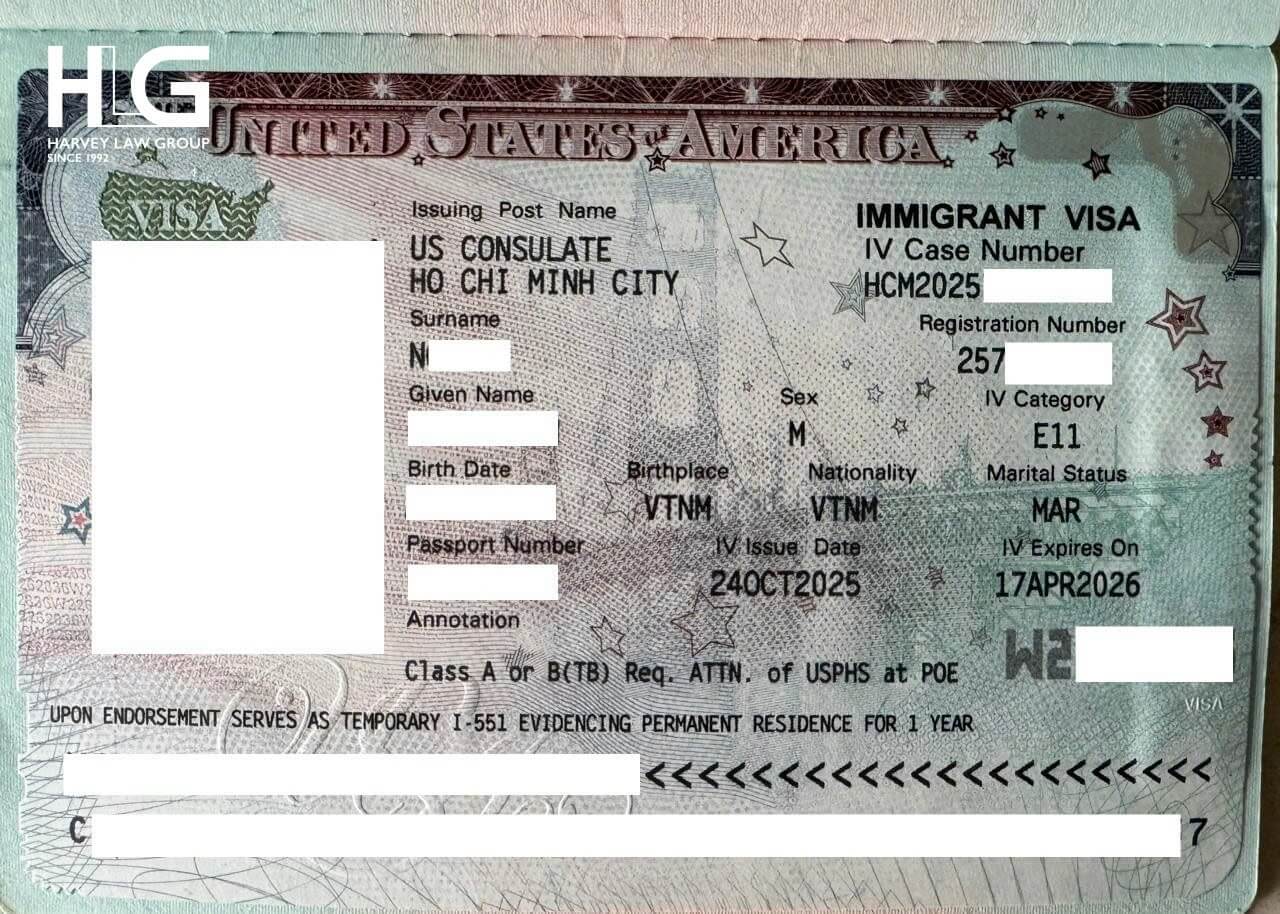 HLG
HARVEY LAW GROUP
SINCE 1992
UNITED STATES of AMERICA
VISA
Issuing Post Name
US CONSULATE
HO CHI MINH CITY
IMMIGRANT VISA
IV Case Number
HCM2025
Surname
N
Registration Number
257
Given Name
Sex
M
IV Category
E11
Birth Date
Birthplace
VTNM
Nationality
VTNM
Marital Status
MAR
Passport Number
IV Issue Date
24OCT2025
IV Expires On
17APR2026
Annotation
Class A or B(TB) Req. ATTN. of USPHS at POE
VISA
UPON ENDORSEMENT SERVES AS TEMPORARY I-551 EVIDENCING PERMANENT RESIDENCE FOR 1 YEAR
<<<<<<<<<<<<<<<<<<<<<
C 7